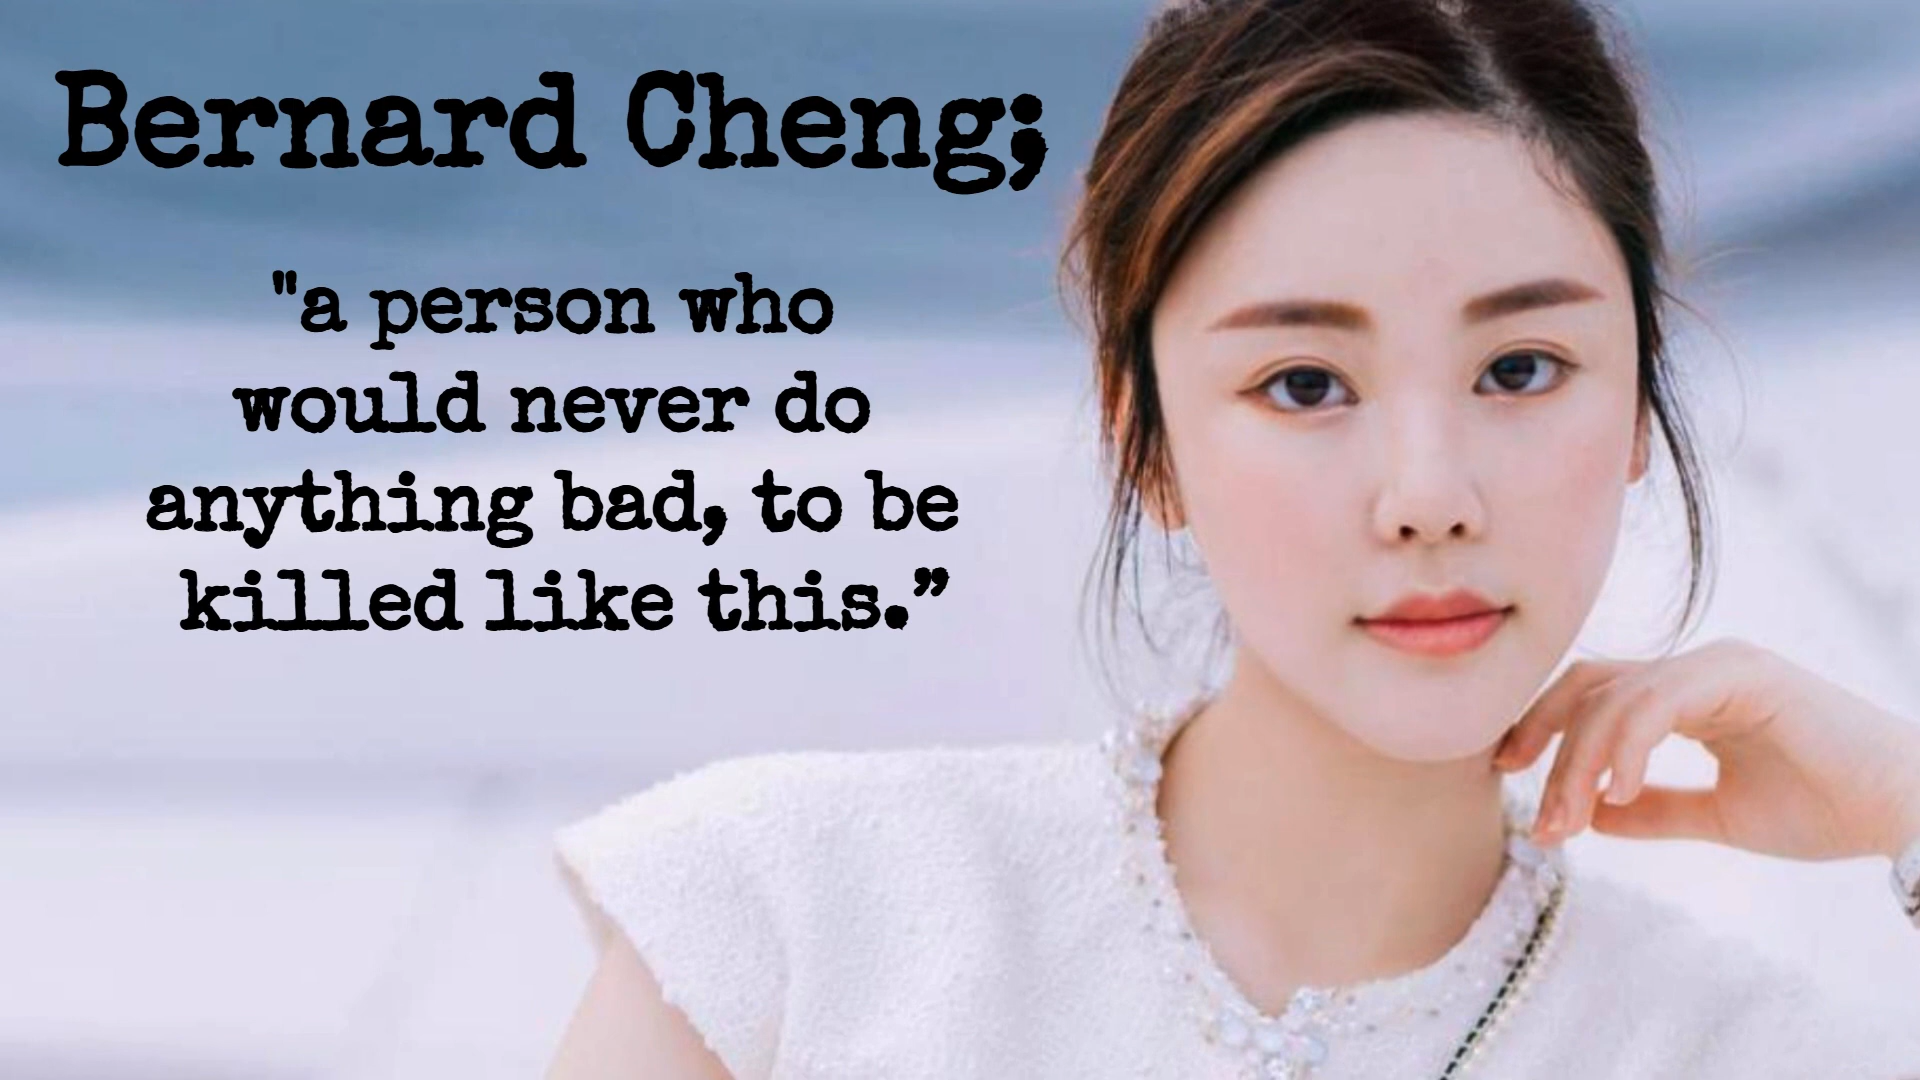 Bernard Cheng;
"a person who
would never do
anything bad, to be
killed like this.”